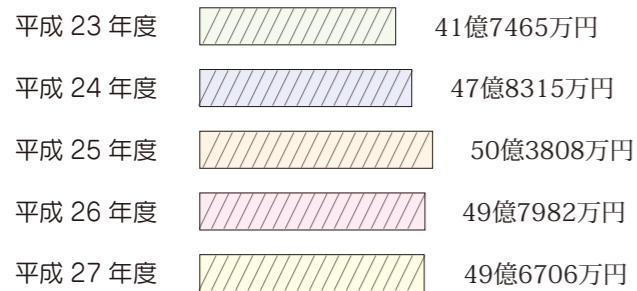 平成 23 年度 41億7465万円
平成 24 年度 47億8315万円
平成 25 年度 50億3808万円
平成 26 年度 49億7982万円
平成 27 年度 49億6706万円